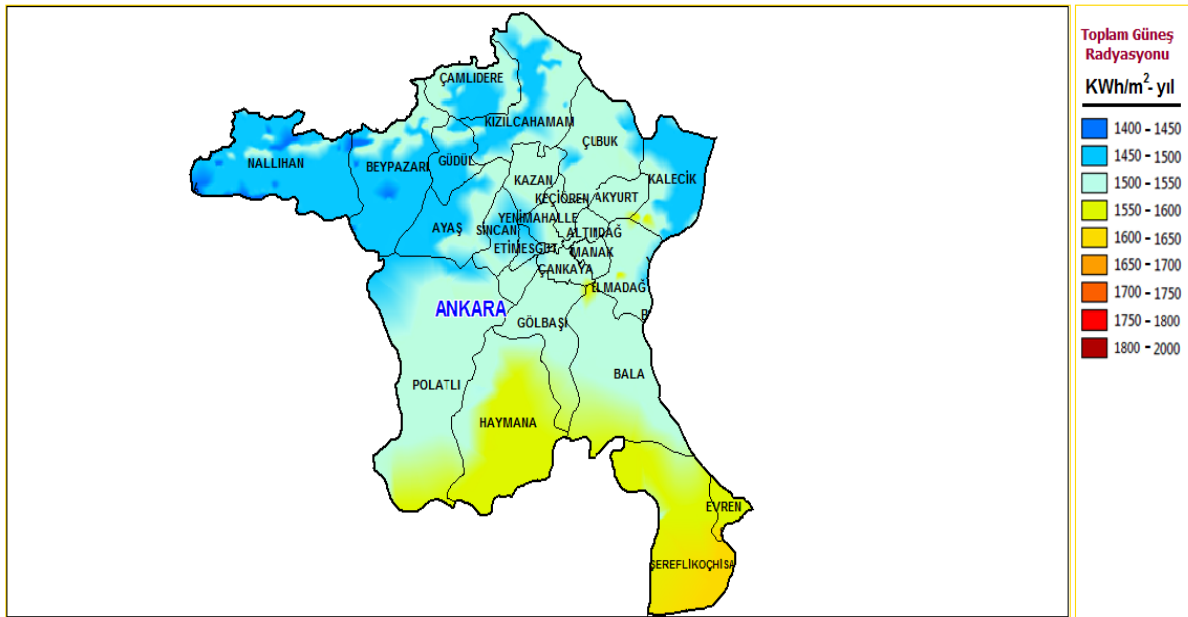 Toplam Güneş
Radyasyonu
KWh/m²- yıl
1400 - 1450
1450 - 1500
1500 - 1550
1550 - 1600
1600 - 1650
1650 - 1700
1700 - 1750
1750 - 1800
1800 - 2000
ÇAMLIDERE
KIZILCAHAMAM
ÇUBUK
NALLIHAN
BEYPAZARI
GÜDÜL
KAZAN
KALECİK
KEÇİÖREN
AKYURT
YENİMAHALLE
AYAŞ
SİNCAN
ALTINDAĞ
ETİMESGUT
MANAK
ÇANKAYA
ELMADAĞ
ANKARA
GÖLBAŞI
BALA
POLATLI
HAYMANA
EVREN
ŞEREFLİKOÇHİSA